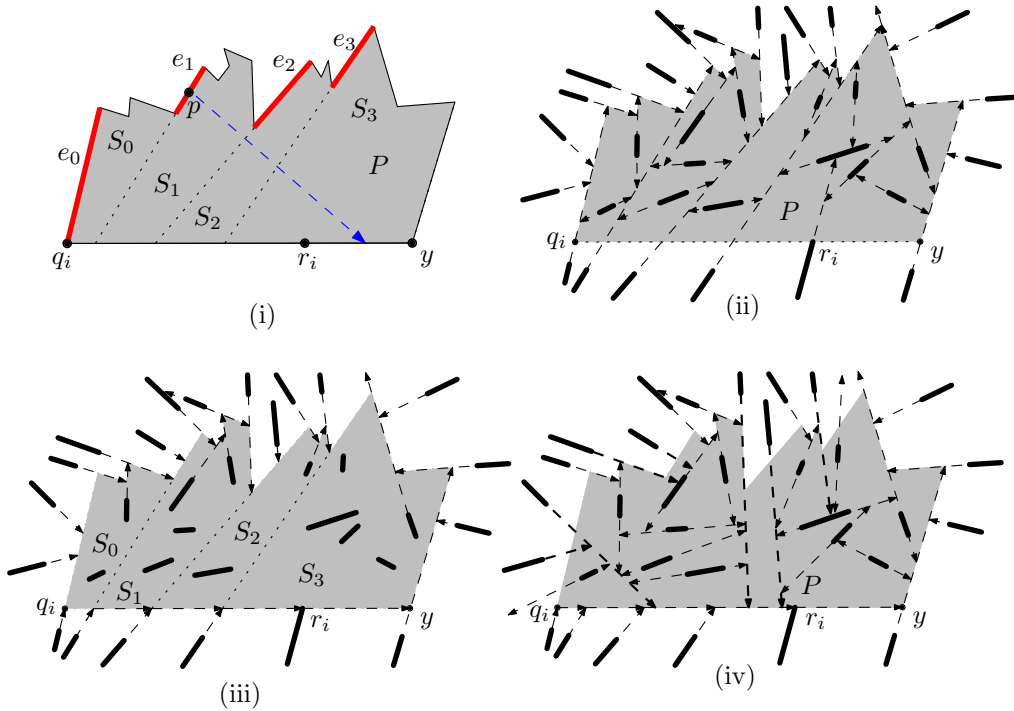 e₃
e₁
e₂
p
S₃
S₀
e₀
P
S₁
S₂
qᵢ
rᵢ
y
(i)
P
qᵢ
rᵢ
y
(ii)
S₀
S₂
S₁
S₃
qᵢ
rᵢ
y
(iii)
P
qᵢ
rᵢ
y
(iv)